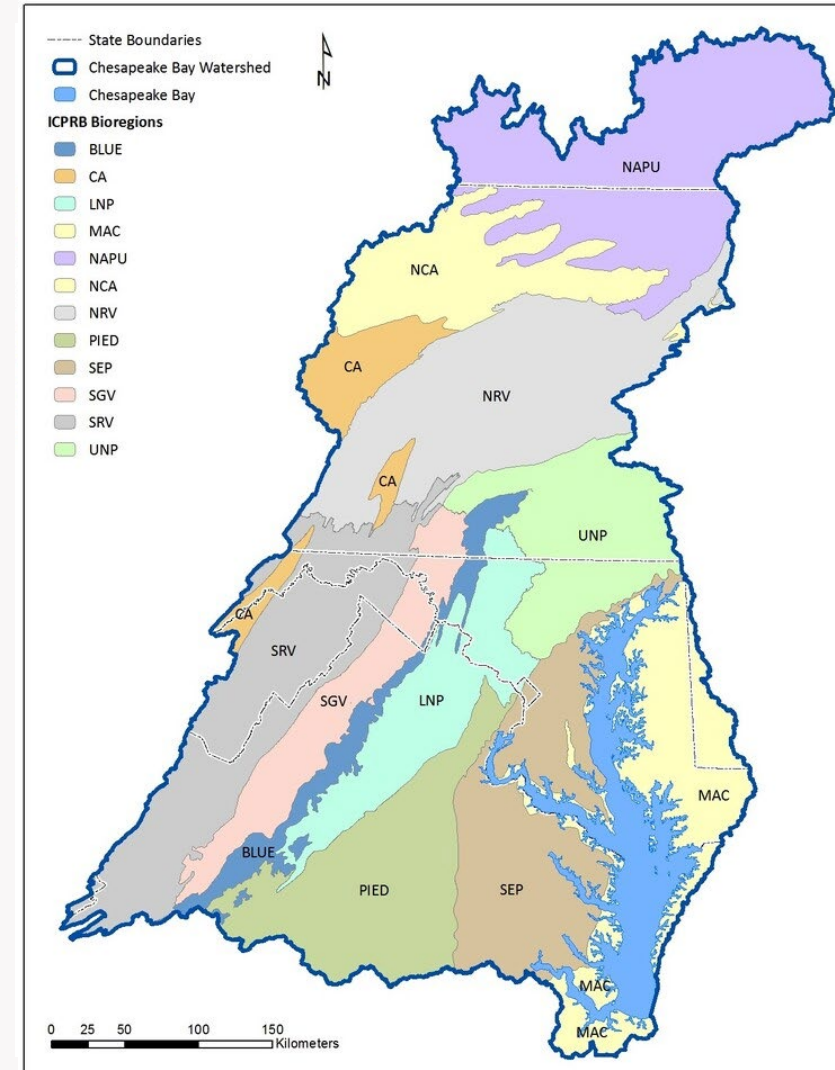 State Boundaries
Chesapeake Bay Watershed
Chesapeake Bay
ICPRB Bioregions
BLUE
CA
LNP
MAC
NAPU
NCA
NRV
PIED
SEP
SGV
SRV
UNP
N
NAPU
NCA
CA
NRV
CA
UNP
CA
SRV
SGV
LNP
MAC
BLUE
PIED
SEP
MAC
MAC
0 25 50 100 150
Kilometers